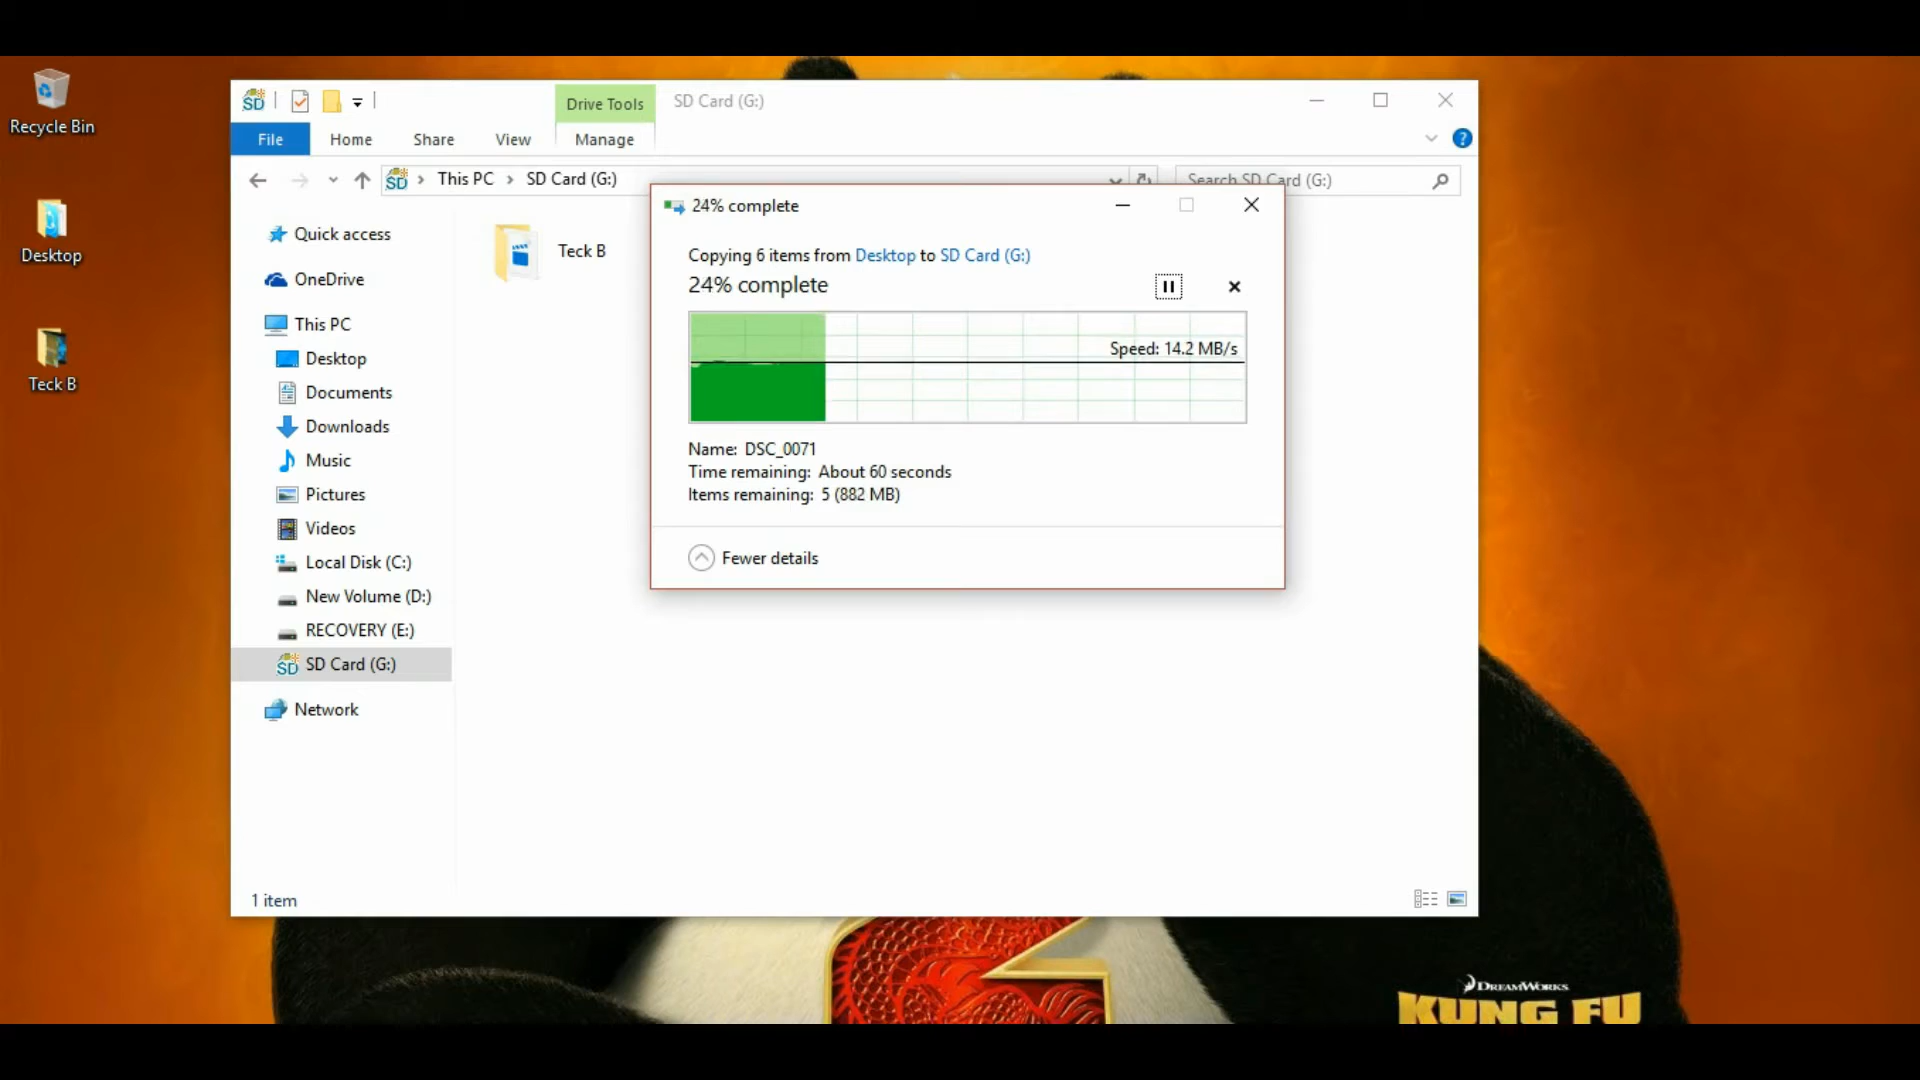 Recycle Bin
Desktop
Teck B
SD
Drive Tools
SD Card (G:)
File
Home
Share
View
Manage
?
SD
This PC
SD Card (G:)
Search SD Card (G:)
Quick access
OneDrive
This PC
Desktop
Documents
Downloads
Music
Pictures
Videos
Local Disk (C:)
New Volume (D:)
RECOVERY (E:)
SD
SD Card (G:)
Network
Teck B
1 item
24% complete
Copying 6 items from Desktop to SD Card (G:)
24% complete
Speed: 14.2 MB/s
Name: DSC_0071
Time remaining: About 60 seconds
Items remaining: 5 (882 MB)
Fewer details
DREAMWORKS
KUNG FU